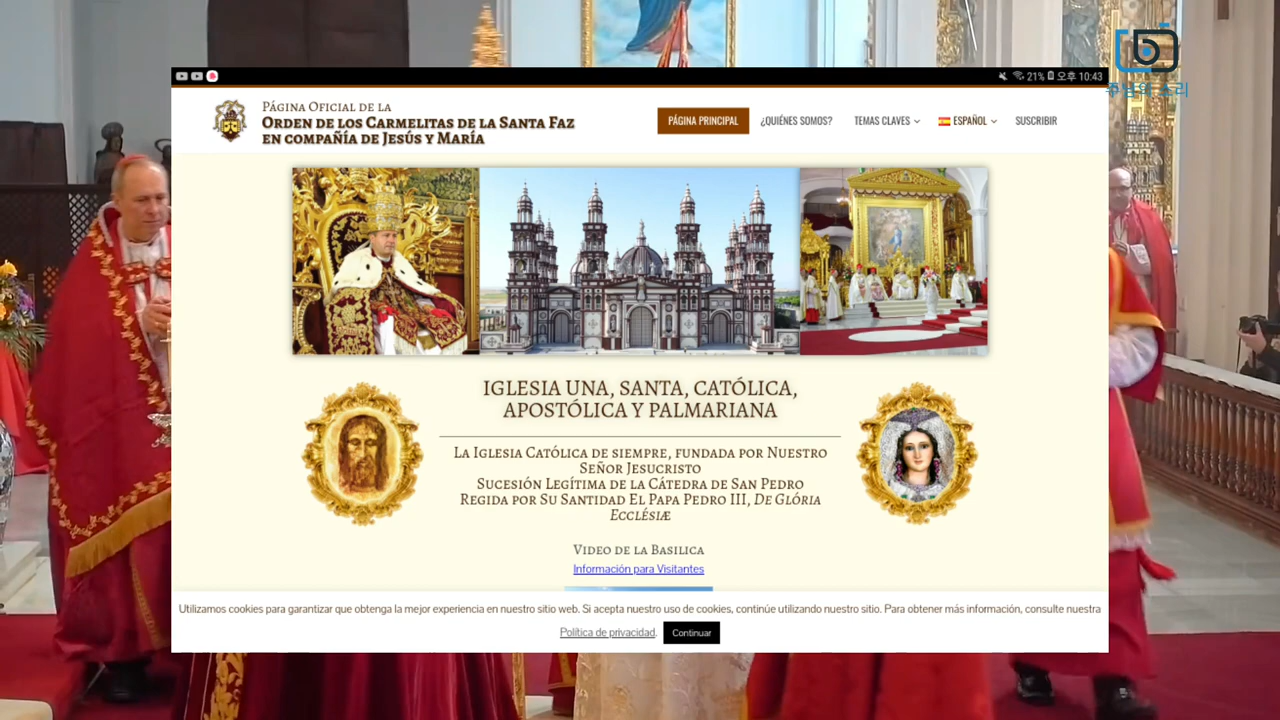 21% 오후 10:43
주님의 소리
Página Oficial de la
Orden de los Carmelitas de la Santa Faz
en compañía de Jesús y María
PÁGINA PRINCIPAL
¿QUIÉNES SOMOS?
TEMAS CLAVES
ESPAÑOL
SUSCRIBIR
IGLESIA UNA, SANTA, CATÓLICA,
APOSTÓLICA Y PALMARIANA
La Iglesia Católica de siempre, fundada por Nuestro
Señor Jesucristo
Sucesión Legítima de la Cátedra de San Pedro
Regida por Su Santidad El Papa Pedro III, De Glória
Ecclésiæ
Video de la Basilica
Información para Visitantes
Utilizamos cookies para garantizar que obtenga la mejor experiencia en nuestro sitio web. Si acepta nuestro uso de cookies, continúe utilizando nuestro sitio. Para obtener más información, consulte nuestra
Política de privacidad. Continuar